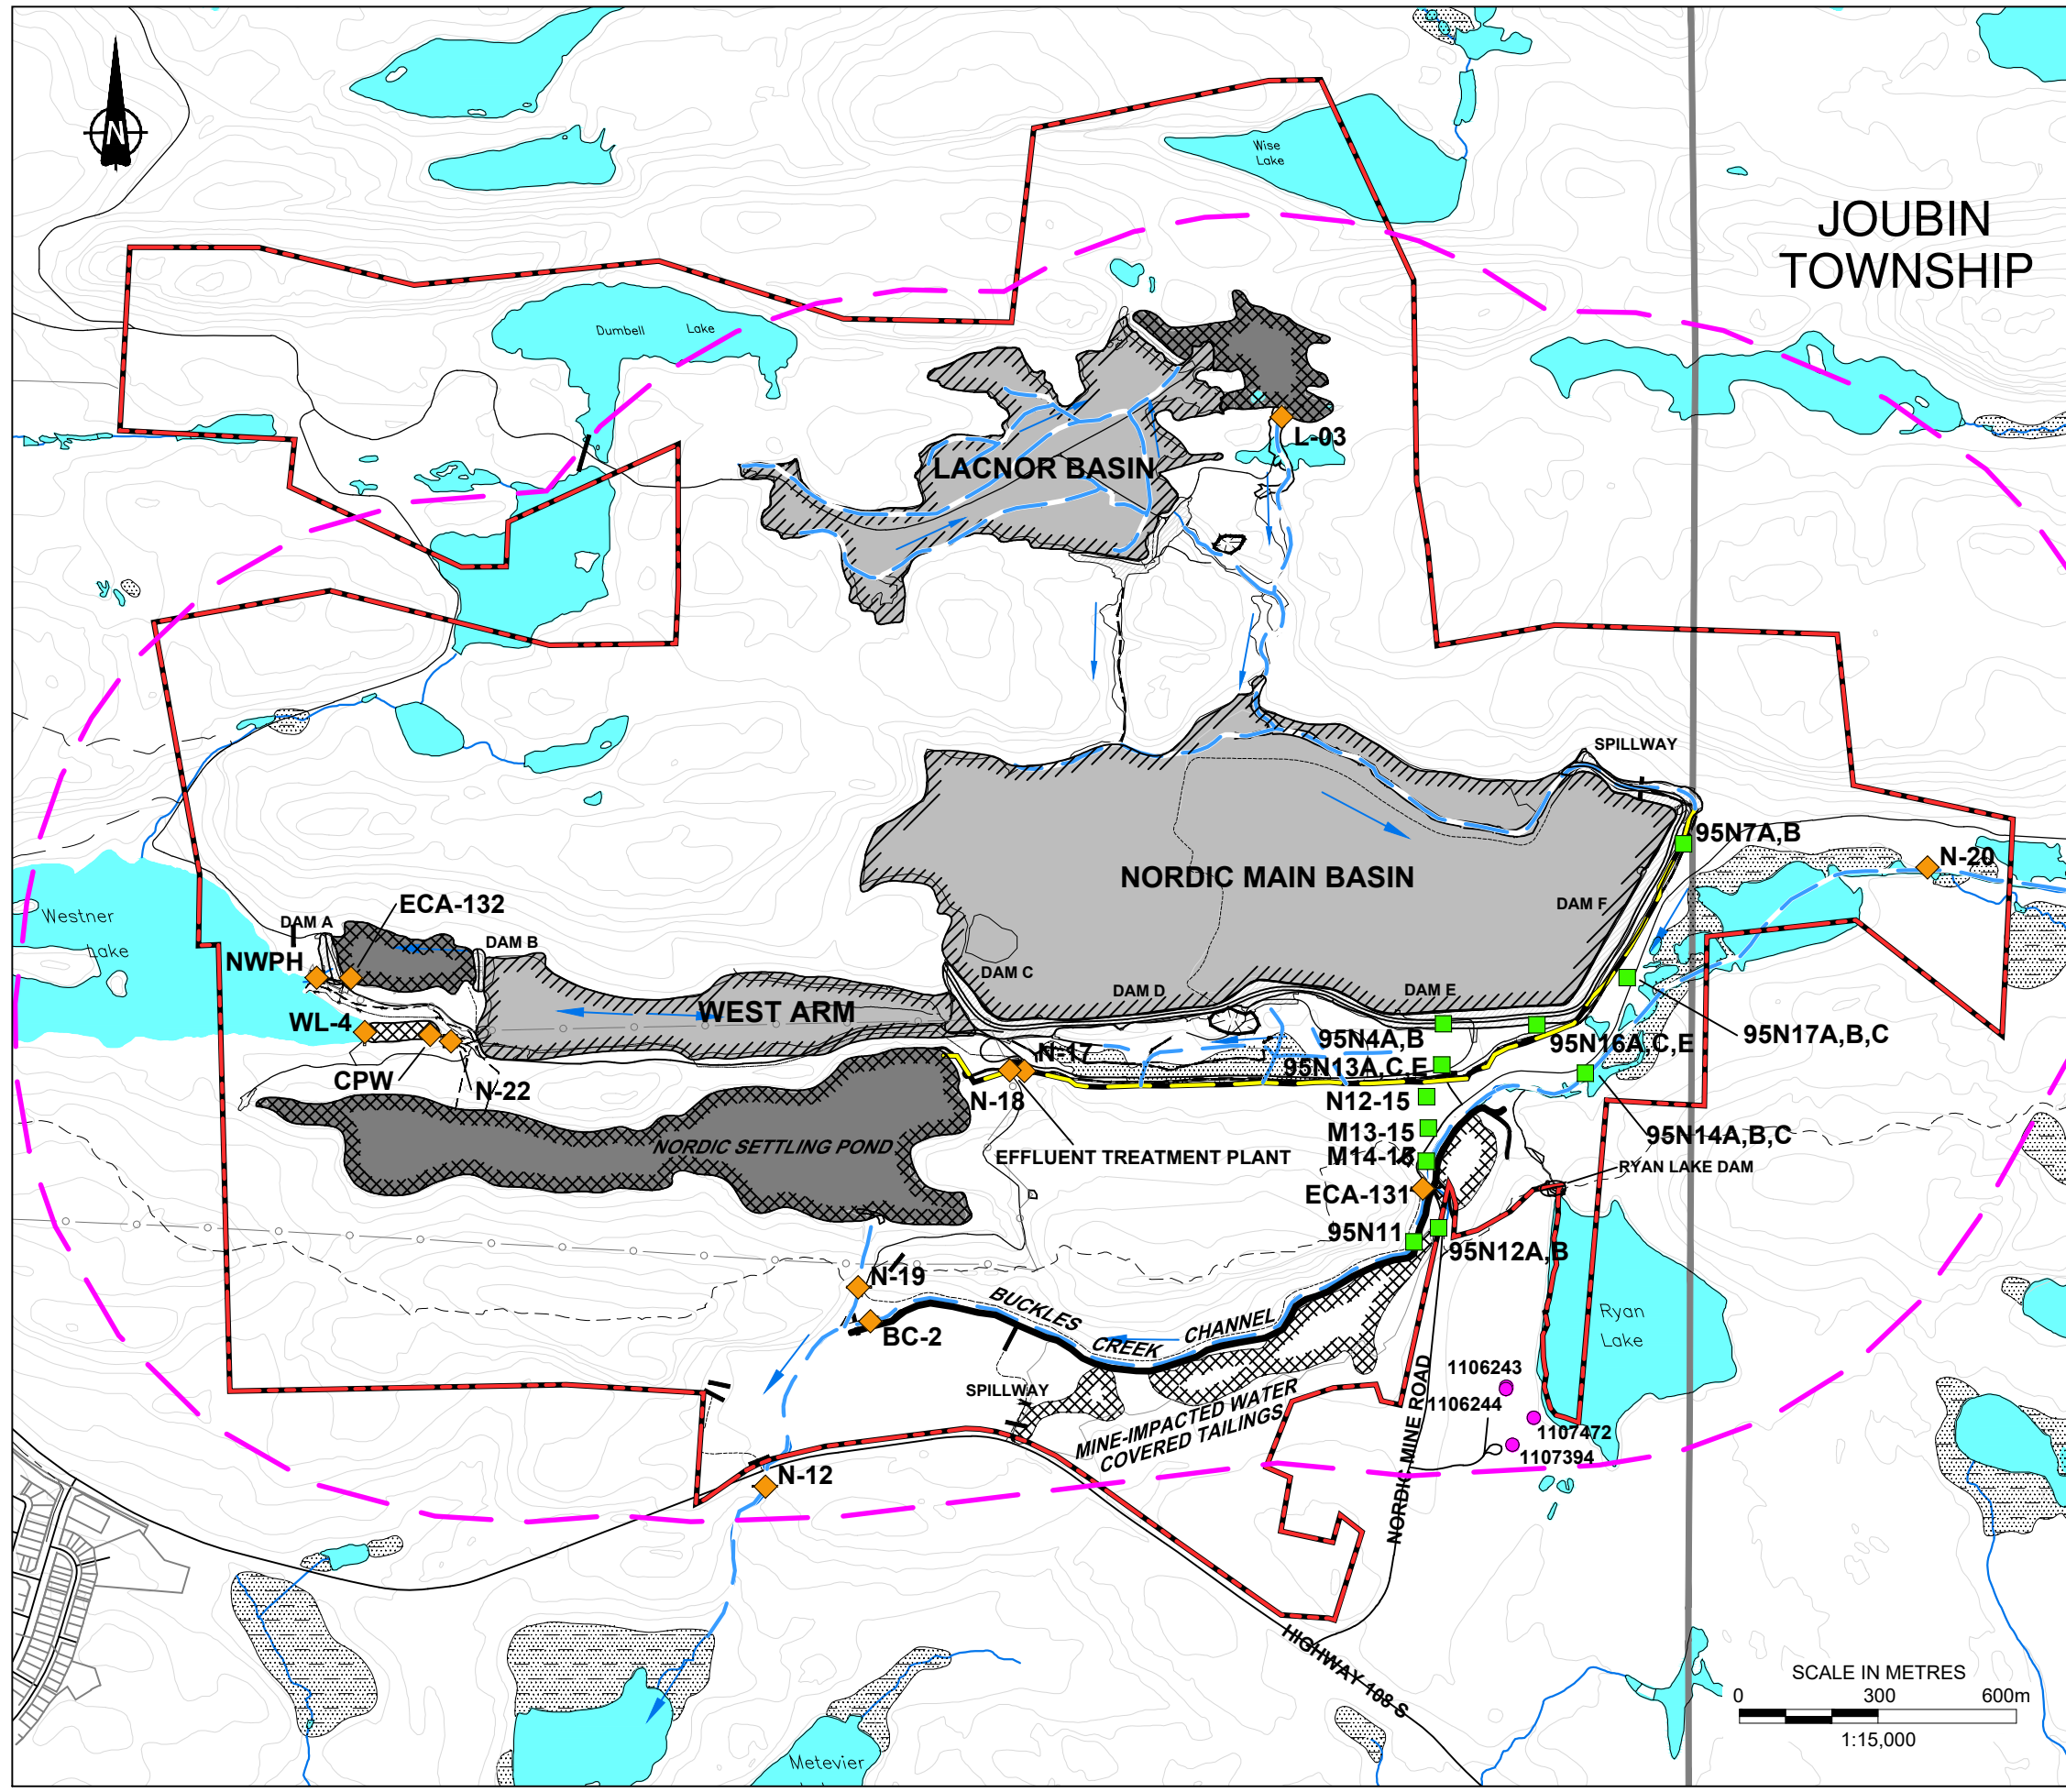 N
Wise
Lake
JOUBIN
TOWNSHIP
Dumbell Lake
L-03
LACNOR BASIN
SPILLWAY
95N7A,B
N-20
NORDIC MAIN BASIN
DAM F
ECA-132
Westner
Lake
DAM A
DAM B
NWPH
DAM C
DAM D
DAM E
WEST ARM
WL-4
95N4A,B
95N16A,C,E
95N17A,B,C
N-17
95N13A,C,E
CPW
N-22
N-18
N12-15
M13-15
95N14A,B,C
NORDIC SETTLING POND
EFFLUENT TREATMENT PLANT
M14-15
RYAN LAKE DAM
ECA-131
95N11
95N12A,B
N-19
BUCKLES
CREEK
CHANNEL
BC-2
Ryan
Lake
1106243
SPILLWAY
1106244
MINE-IMPACTED WATER
COVERED TAILINGS
NORDIC MINE ROAD
1107472
1107394
N-12
HIGHWAY 108 S
SCALE IN METRES
0 300 600m
1:15,000
Metevier